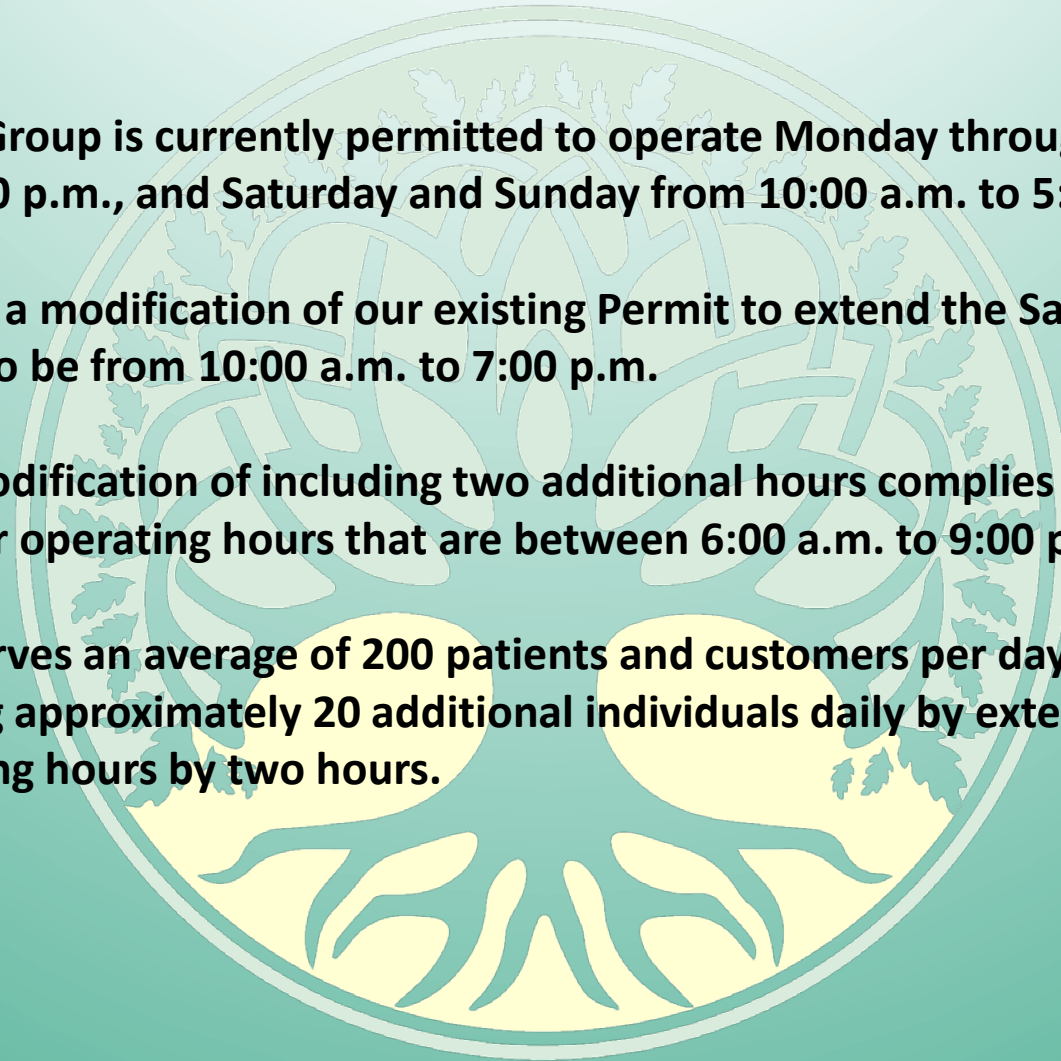 Group is currently permitted to operate Monday throu
0 p.m., and Saturday and Sunday from 10:00 a.m. to 5:
a modification of our existing Permit to extend the Sa
o be from 10:00 a.m. to 7:00 p.m.
odification of including two additional hours complies
r operating hours that are between 6:00 a.m. to 9:00 p
rves an average of 200 patients and customers per day
g approximately 20 additional individuals daily by exte
ng hours by two hours.